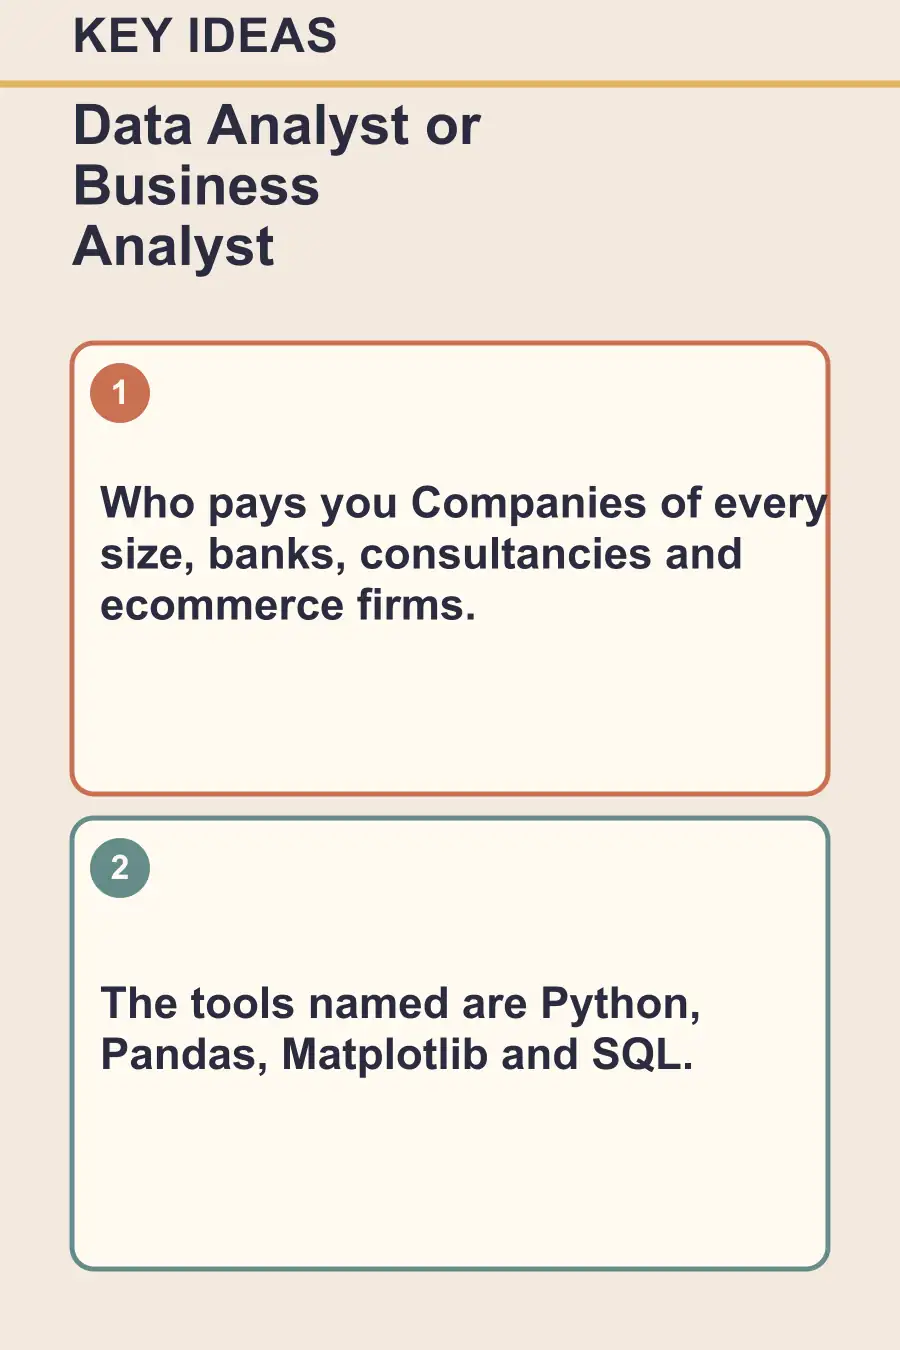 KEY IDEAS
Data Analyst or
Business
Analyst
1
Who pays you Companies of every
size, banks, consultancies and
ecommerce firms.
2
The tools named are Python,
Pandas, Matplotlib and SQL.